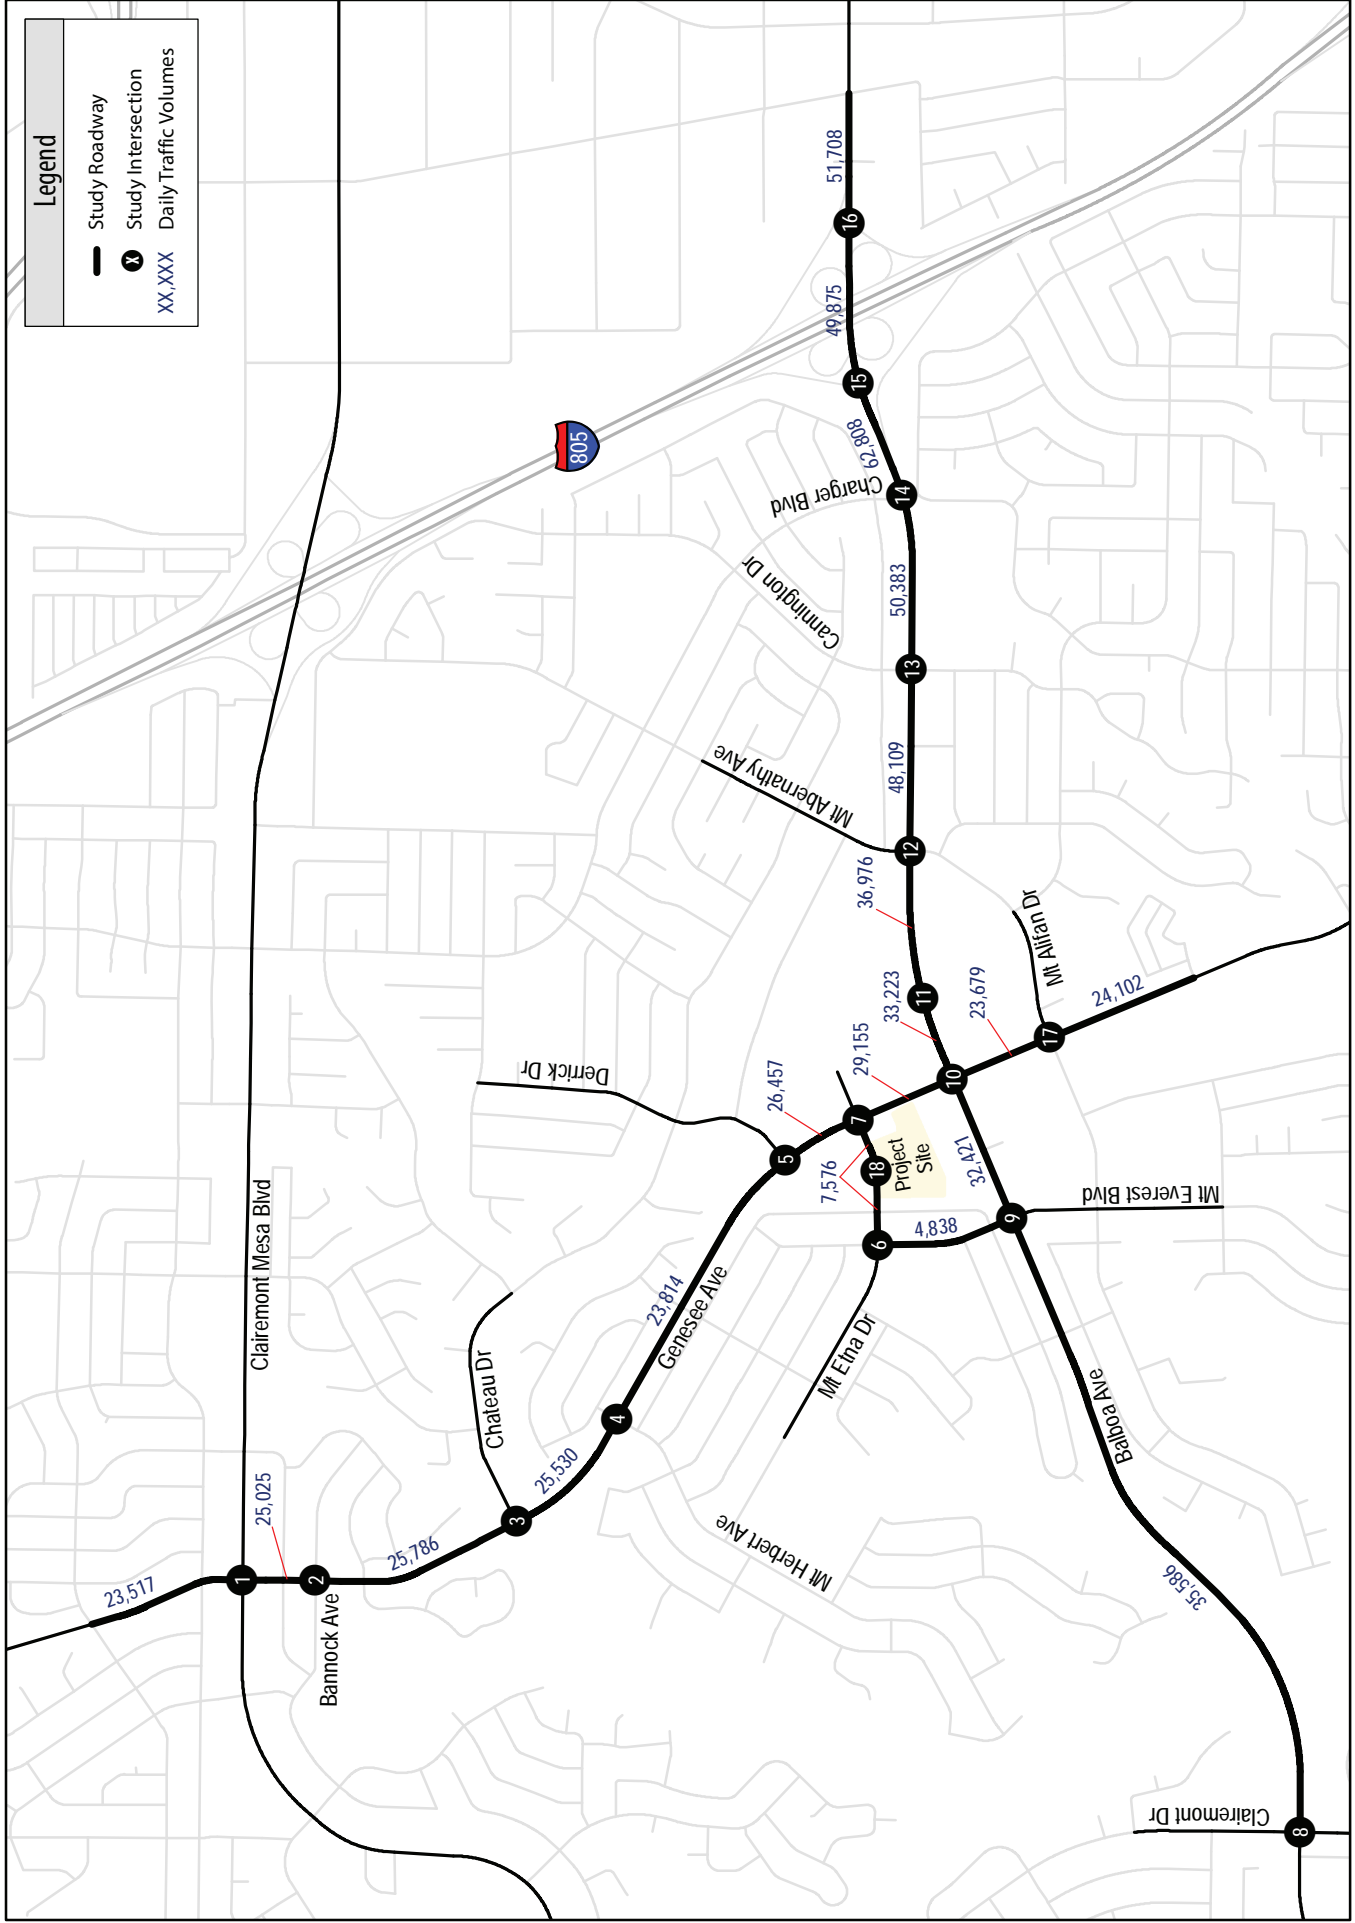 Legend
Study Roadway
X
Study Intersection
XX,XXX
Daily Traffic Volumes
805
Clairemont Mesa Blvd
23,517
1
25,025
2
Bannock Ave
25,786
3
Chateau Dr
25,530
4
23,814
Genesee Ave
Derrick Dr
5
26,457
7
29,155
7,576
18
Project
Site
6
4,838
Mt Etna Dr
Mt Herbert Ave
Mt Everest Blvd
9
32,421
10
33,223
11
36,976
12
Mt Abernathy Ave
48,109
13
Cannington Dr
50,383
14
Charger Blvd
62,808
15
49,875
16
51,708
23,679
17
Mt Alifan Dr
24,102
Balboa Ave
35,586
8
Clairemont Dr